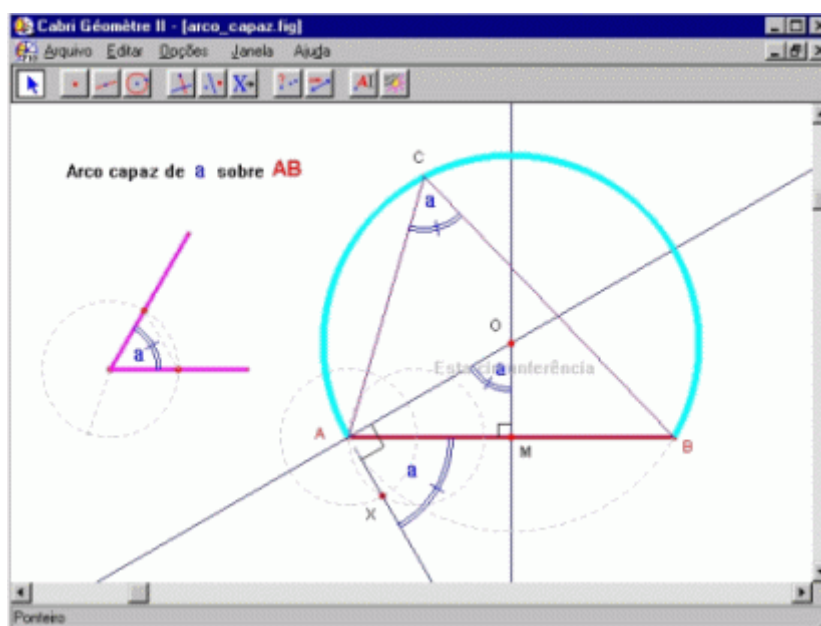 Cabri Géomètre II - [arco_capaz.fig]
Arquivo Editar Opções Janela Ajuda
Arco capaz de a sobre AB
C
a
a
O
a
A
M
B
a
X
Ponteiro